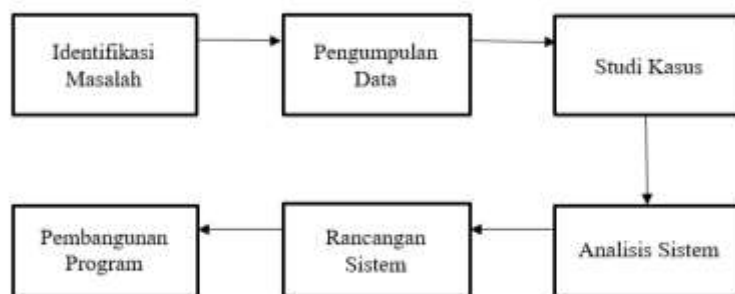 Identifikasi
Masalah
Pengumpulan
Data
Studi Kasus
Analisis Sistem
Rancangan
Sistem
Pembangunan
Program